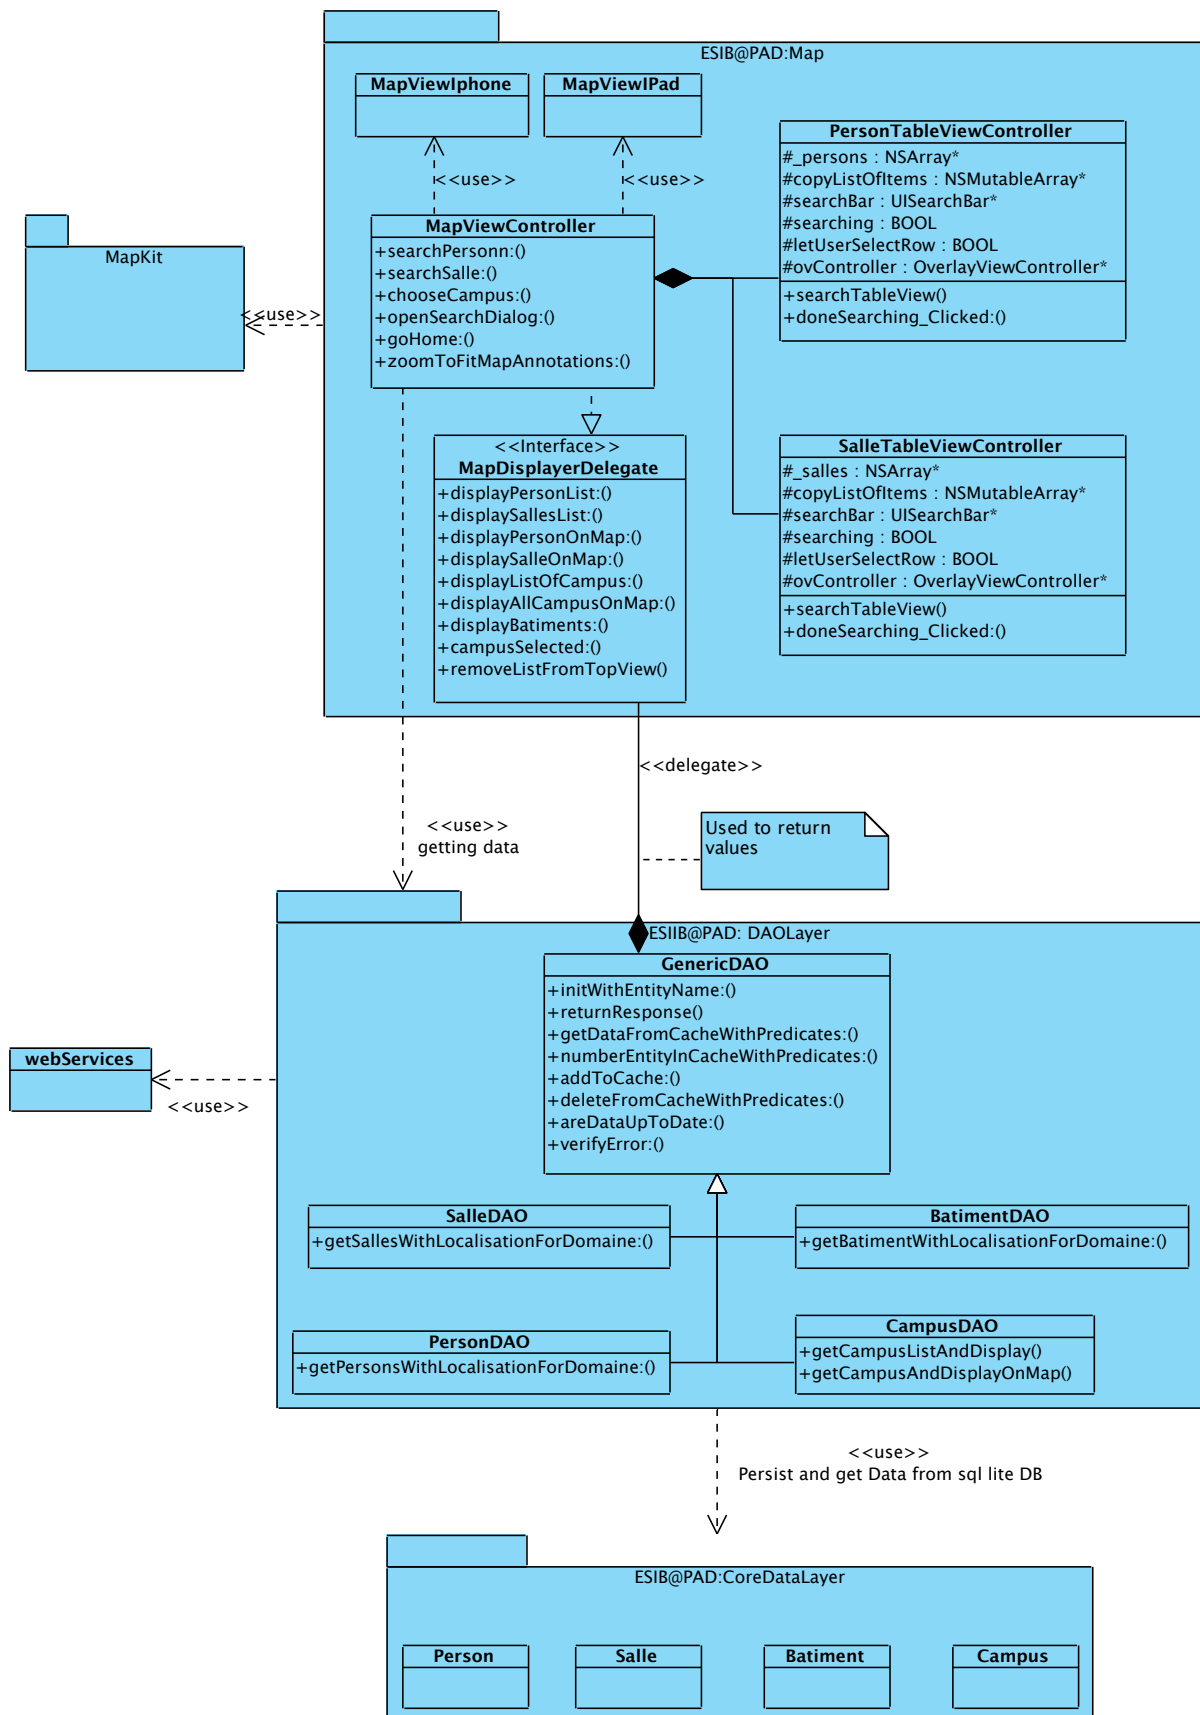 ESIB@PAD:Map
MapViewIphone
MapViewIPad
<<use>>
<<use>>
PersonTableViewController
#_persons : NSArray*
#copyListOfItems : NSMutableArray*
#searchBar : UISearchBar*
#searching : BOOL
#letUserSelectRow : BOOL
#ovController : OverlayViewController*
+searchTableView()
+doneSearching_Clicked:()
MapViewController
+searchPersonn:()
+searchSalle:()
+chooseCampus:()
+openSearchDialog:()
+goHome:()
+zoomToFitMapAnnotations:()
MapKit
<<use>>
<<Interface>>
MapDisplayerDelegate
+displayPersonList:()
+displaySallesList:()
+displayPersonOnMap:()
+displaySalleOnMap:()
+displayListOfCampus:()
+displayAllCampusOnMap:()
+displayBatiments:()
+campusSelected:()
+removeListFromTopView()
SalleTableViewController
#_salles : NSArray*
#copyListOfItems : NSMutableArray*
#searchBar : UISearchBar*
#searching : BOOL
#letUserSelectRow : BOOL
#ovController : OverlayViewController*
+searchTableView()
+doneSearching_Clicked:()
<<delegate>>
<<use>>
getting data
Used to return
values
ESIIB@PAD: DAOLayer
GenericDAO
+initWithEntityName:()
+returnResponse()
+getDataFromCacheWithPredicates:()
+numberEntityInCacheWithPredicates:()
+addToCache:()
+deleteFromCacheWithPredicates:()
+areDataUpToDate:()
+verifyError:()
webServices
<<use>>
SalleDAO
+getSallesWithLocalisationForDomaine:()
BatimentDAO
+getBatimentWithLocalisationForDomaine:()
PersonDAO
+getPersonsWithLocalisationForDomaine:()
CampusDAO
+getCampusListAndDisplay()
+getCampusAndDisplayOnMap()
<<use>>
Persist and get Data from sql lite DB
ESIB@PAD:CoreDataLayer
Person
Salle
Batiment
Campus